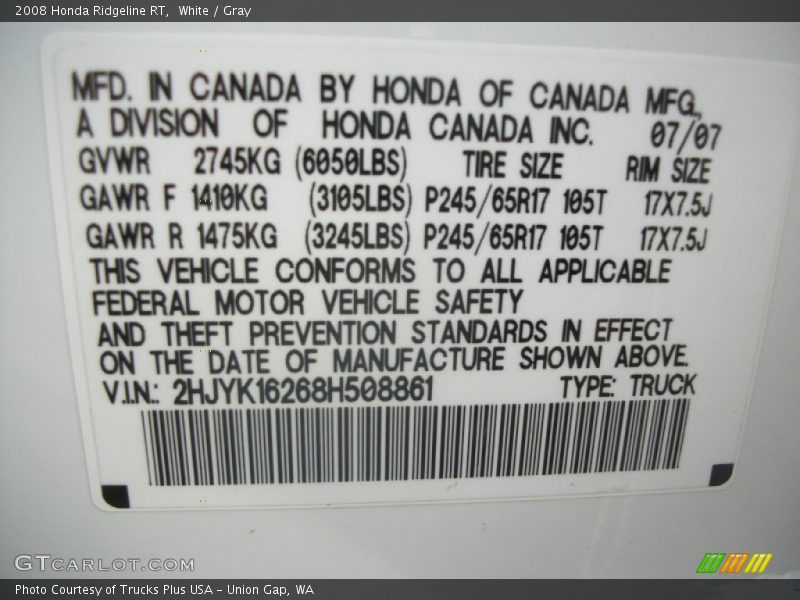 2008 Honda Ridgeline RT, White / Gray
MFD. IN CANADA BY HONDA OF CANADA MFG.,
A DIVISION OF HONDA CANADA INC. 07/07
GVWR 2745KG (6050LBS) TIRE SIZE RIM SIZE
GAWR F 1410KG (3105LBS) P245/65R17 105T 17X7.5J
GAWR R 1475KG (3245LBS) P245/65R17 105T 17X7.5J
THIS VEHICLE CONFORMS TO ALL APPLICABLE
FEDERAL MOTOR VEHICLE SAFETY
AND THEFT PREVENTION STANDARDS IN EFFECT
ON THE DATE OF MANUFACTURE SHOWN ABOVE.
V.I.N.: 2HJYK16268H508861 TYPE: TRUCK
GTCARLOT.COM
Photo Courtesy of Trucks Plus USA - Union Gap, WA